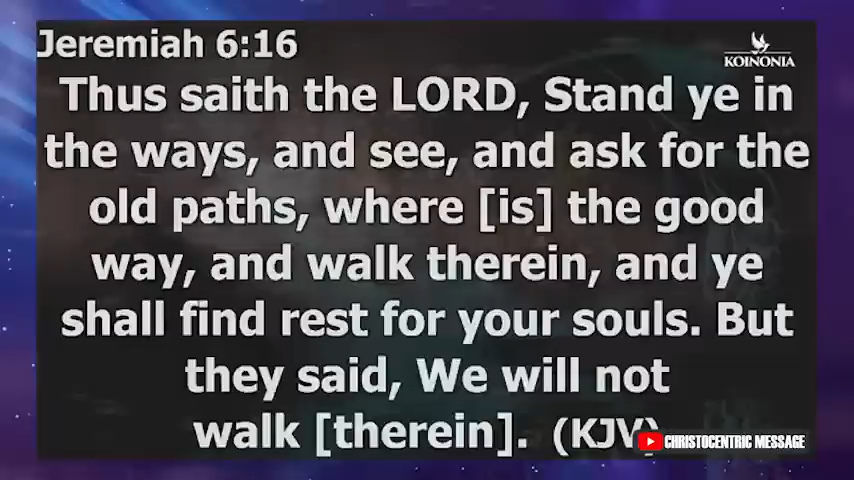 Jeremiah 6:16
KOINONIA
Thus saith the LORD, Stand ye in
the ways, and see, and ask for the
old paths, where [is] the good
way, and walk therein, and ye
shall find rest for your souls. But
they said, We will not
walk [therein]. (KJV)
CHRISTOCENTRIC MESSAGE